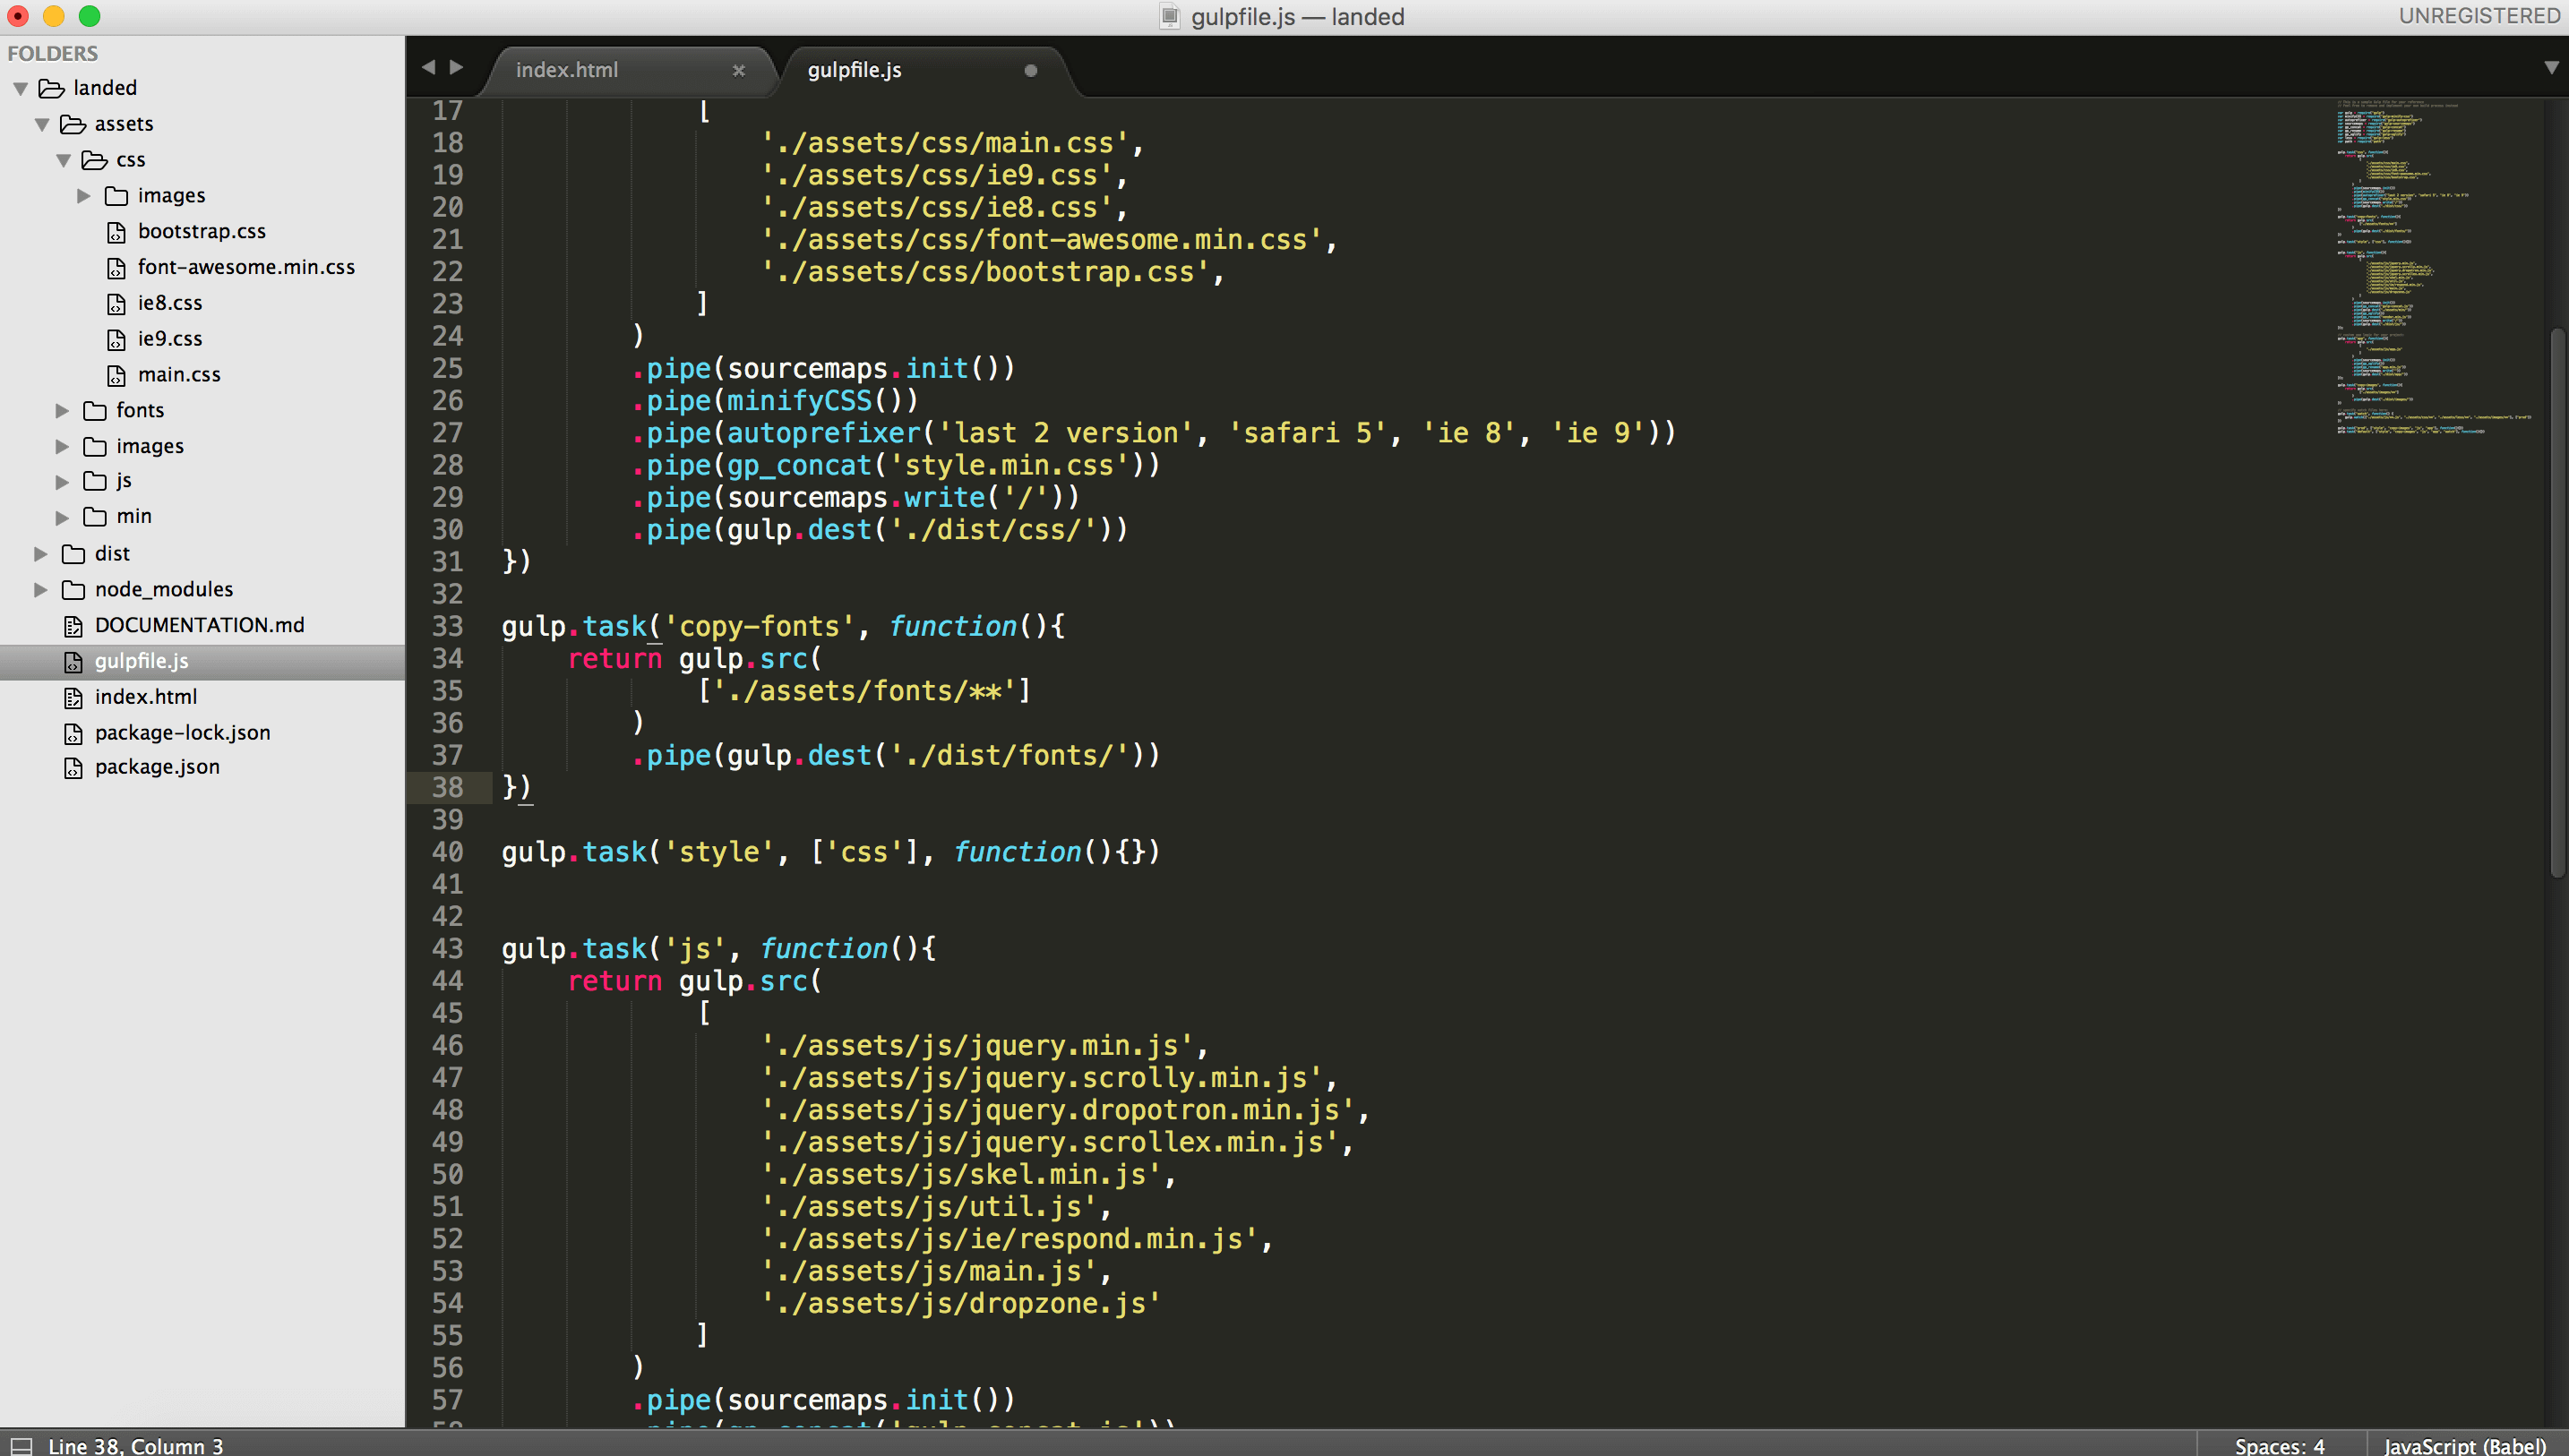 gulpfile.js — landed
UNREGISTERED
FOLDERS
landed
assets
css
images
bootstrap.css
font-awesome.min.css
ie8.css
ie9.css
main.css
fonts
images
js
min
dist
node_modules
DOCUMENTATION.md
gulpfile.js
index.html
package-lock.json
package.json
index.html
gulpfile.js
17 [
18 './assets/css/main.css',
19 './assets/css/ie9.css',
20 './assets/css/ie8.css',
21 './assets/css/font-awesome.min.css',
22 './assets/css/bootstrap.css',
23 ]
24 )
25 .pipe(sourcemaps.init())
26 .pipe(minifyCSS())
27 .pipe(autoprefixer('last 2 version', 'safari 5', 'ie 8', 'ie 9'))
28 .pipe(gp_concat('style.min.css'))
29 .pipe(sourcemaps.write('/'))
30 .pipe(gulp.dest('./dist/css/'))
31 })
32
33 gulp.task('copy-fonts', function(){
34 return gulp.src(
35 ['./assets/fonts/**']
36 )
37 .pipe(gulp.dest('./dist/fonts/'))
38 })
39
40 gulp.task('style', ['css'], function(){})
41
42
43 gulp.task('js', function(){
44 return gulp.src(
45 [
46 './assets/js/jquery.min.js',
47 './assets/js/jquery.scrolly.min.js',
48 './assets/js/jquery.dropotron.min.js',
49 './assets/js/jquery.scrollex.min.js',
50 './assets/js/skel.min.js',
51 './assets/js/util.js',
52 './assets/js/ie/respond.min.js',
53 './assets/js/main.js',
54 './assets/js/dropzone.js'
55 ]
56 )
57 .pipe(sourcemaps.init())
Line 38, Column 3
Spaces: 4
JavaScript (Babel)